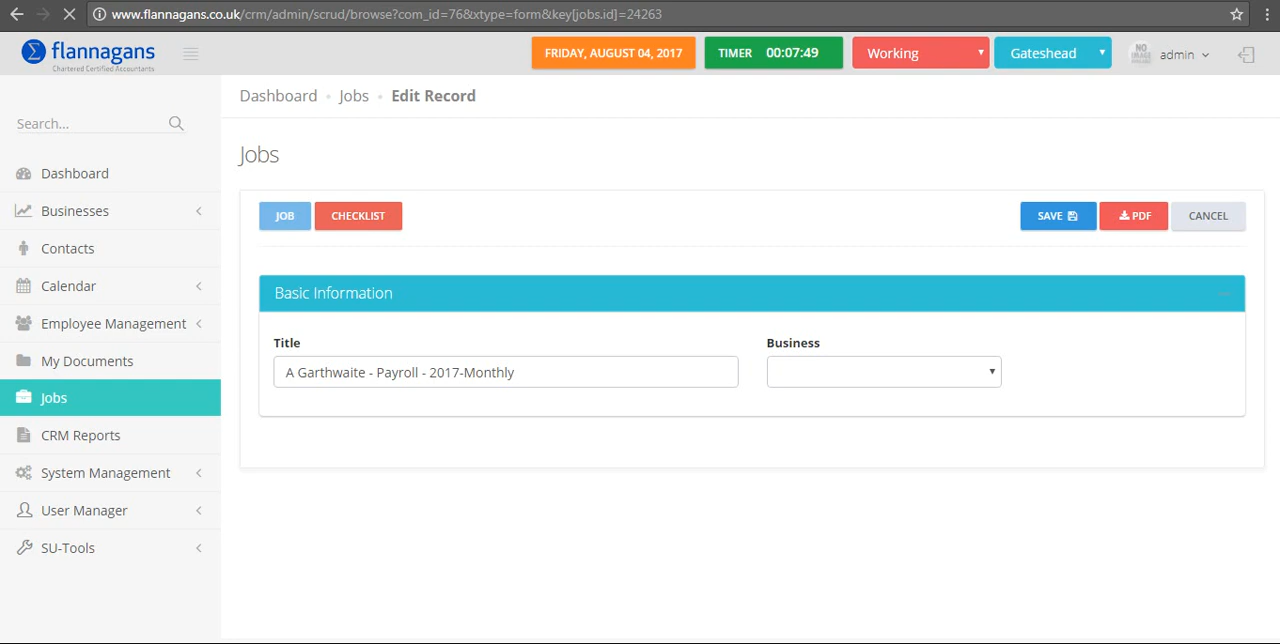 www.flannagans.co.uk/crm/admin/scrud/browse?com_id=76&xtype=form&key[jobs.id]=24263
flannagans
Chartered Certified Accountants
FRIDAY, AUGUST 04, 2017
TIMER 00:07:49
Working
Gateshead
NO IMAGE AVAILABLE
admin
Search...
Dashboard
Businesses
Contacts
Calendar
Employee Management
My Documents
Jobs
CRM Reports
System Management
User Manager
SU-Tools
Dashboard • Jobs • Edit Record
Jobs
JOB
CHECKLIST
SAVE
PDF
CANCEL
Basic Information
Title
Business
A Garthwaite - Payroll - 2017-Monthly